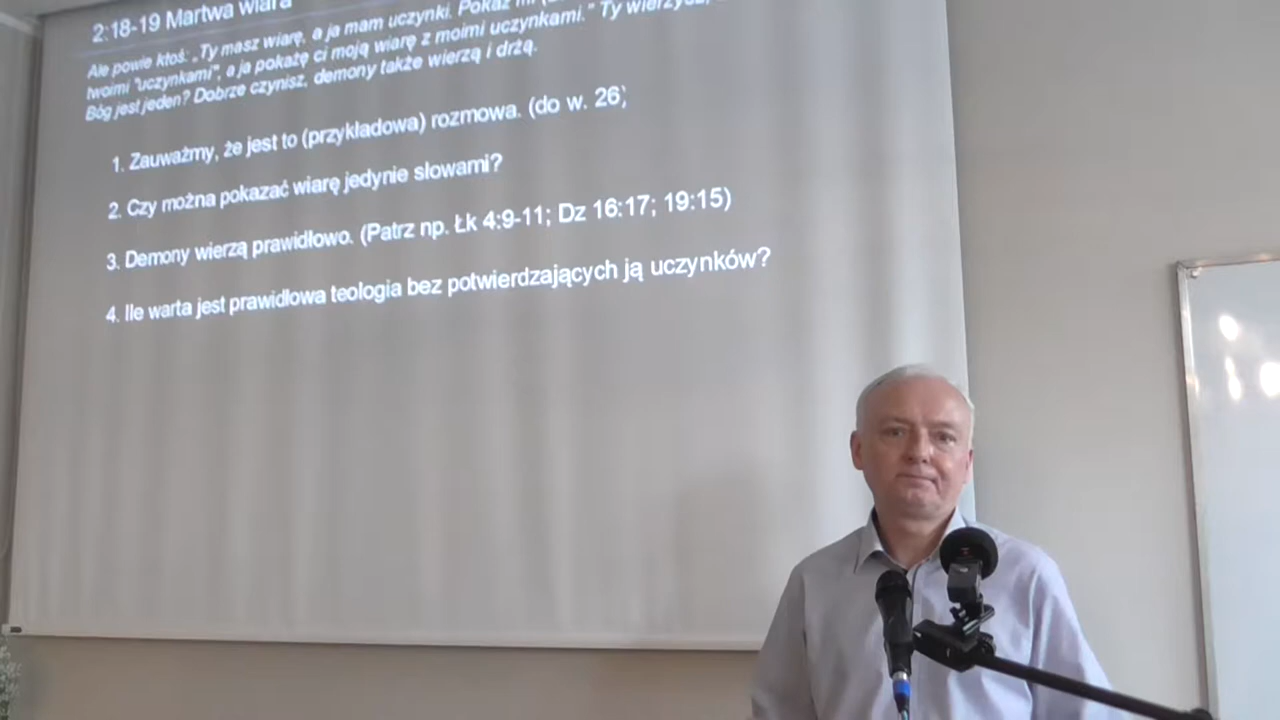 2:18-19 Martwa wiara
Ale powie ktoś: „Ty masz wiarę, a ja mam uczynki. Pokaż mi
twoimi "uczynkami", a ja pokażę ci moją wiarę z moimi uczynkami." Ty wierzysz,
Bóg jest jeden? Dobrze czynisz, demony także wierzą i drżą.
1. Zauważmy, że jest to (przykładowa) rozmowa. (do w. 26;
2. Czy można pokazać wiarę jedynie słowami?
3. Demony wierzą prawidłowo. (Patrz np. Łk 4:9-11; Dz 16:17; 19:15)
4. Ile warta jest prawidłowa teologia bez potwierdzających ją uczynków?